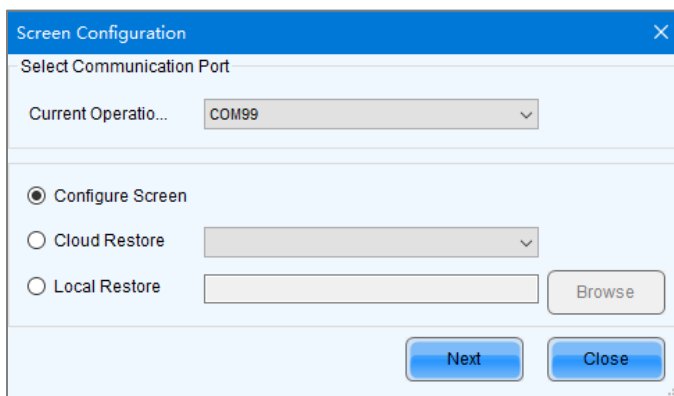 Screen Configuration
Select Communication Port
Current Operatio... COM99
Configure Screen
Cloud Restore
Local Restore Browse
Next Close